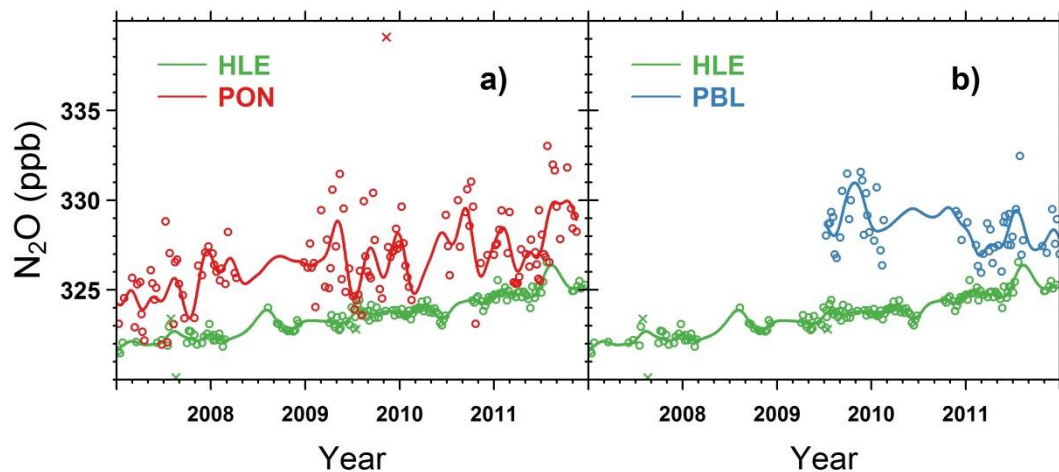 HLE
PON
a)
HLE
PBL
b)
335
330
325
N₂O (ppb)
2008 2009 2010 2011 2008 2009 2010 2011
Year Year